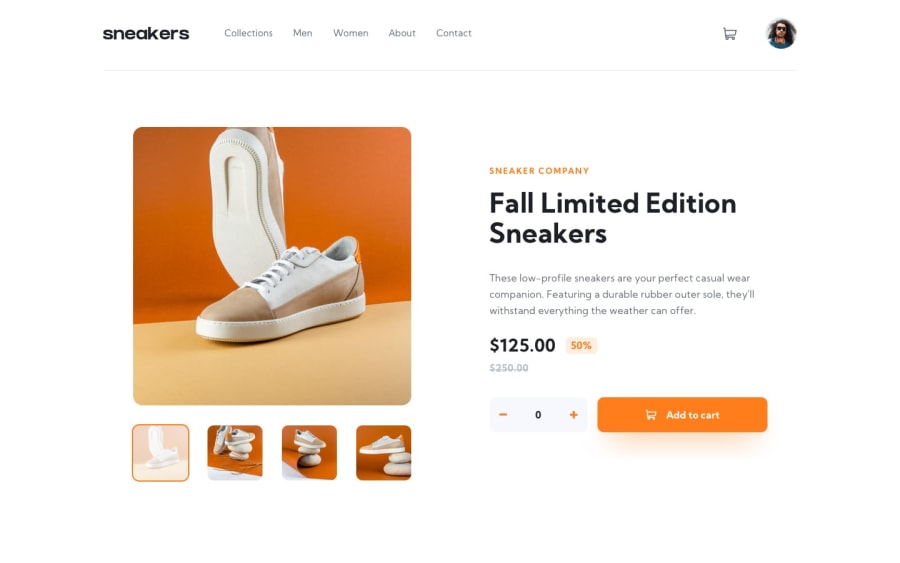 sneakers
Collections
Men
Women
About
Contact
SNEAKER COMPANY
Fall Limited Edition
Sneakers
These low-profile sneakers are your perfect casual wear
companion. Featuring a durable rubber outer sole, they'll
withstand everything the weather can offer.
$125.00 50%
$250.00
0
Add to cart